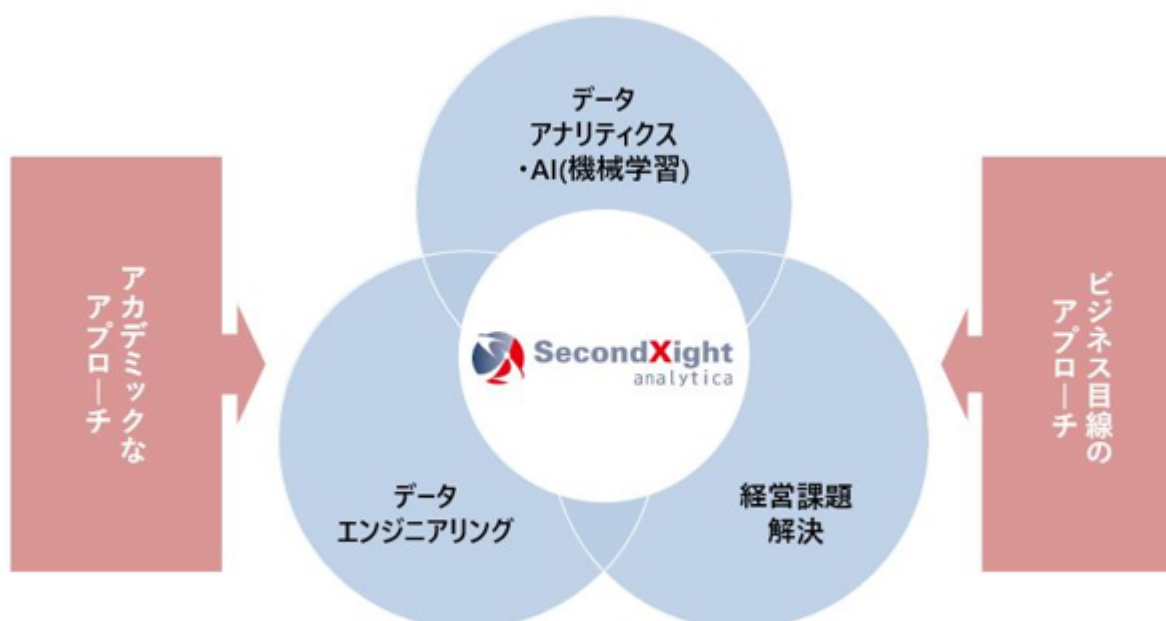 データ
アナリティクス
・AI(機械学習)
アカデミックな
アプローチ
SecondXight
analytica
ビジネス目線の
アプローチ
データ
エンジニアリング
経営課題
解決